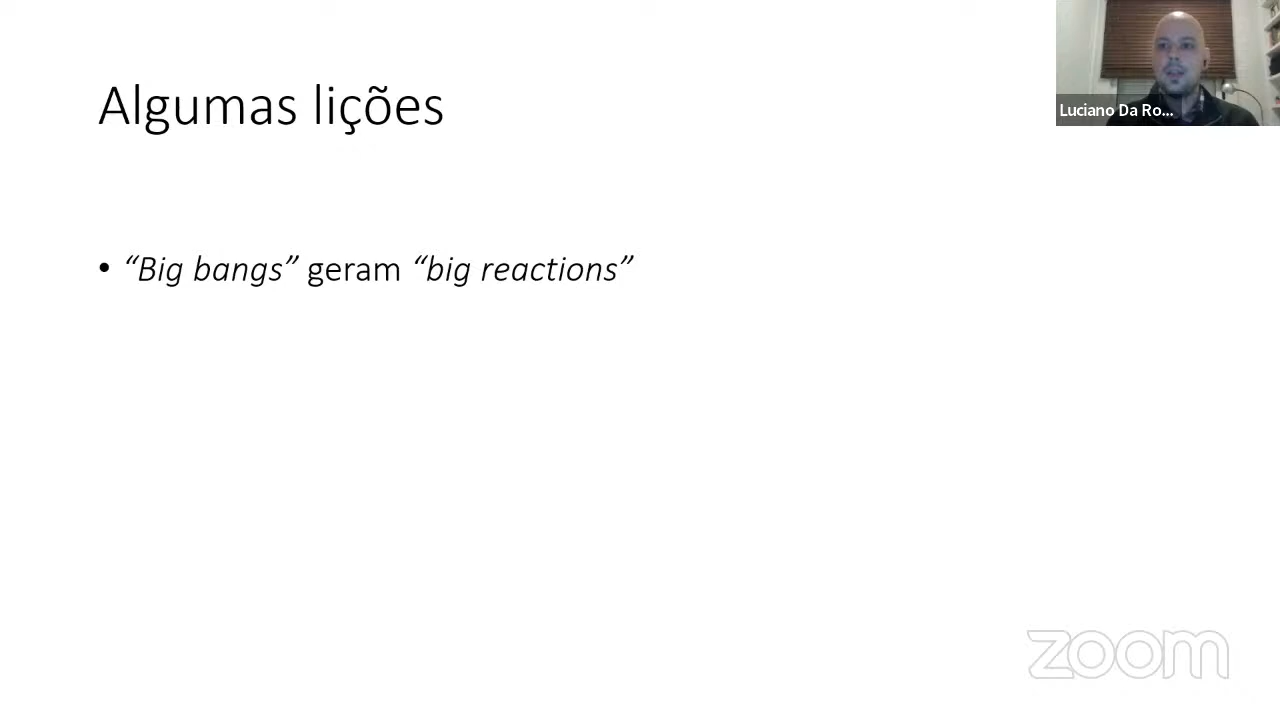 Algumas lições
Luciano Da Ro...
• “Big bangs” geram “big reactions”
zoom